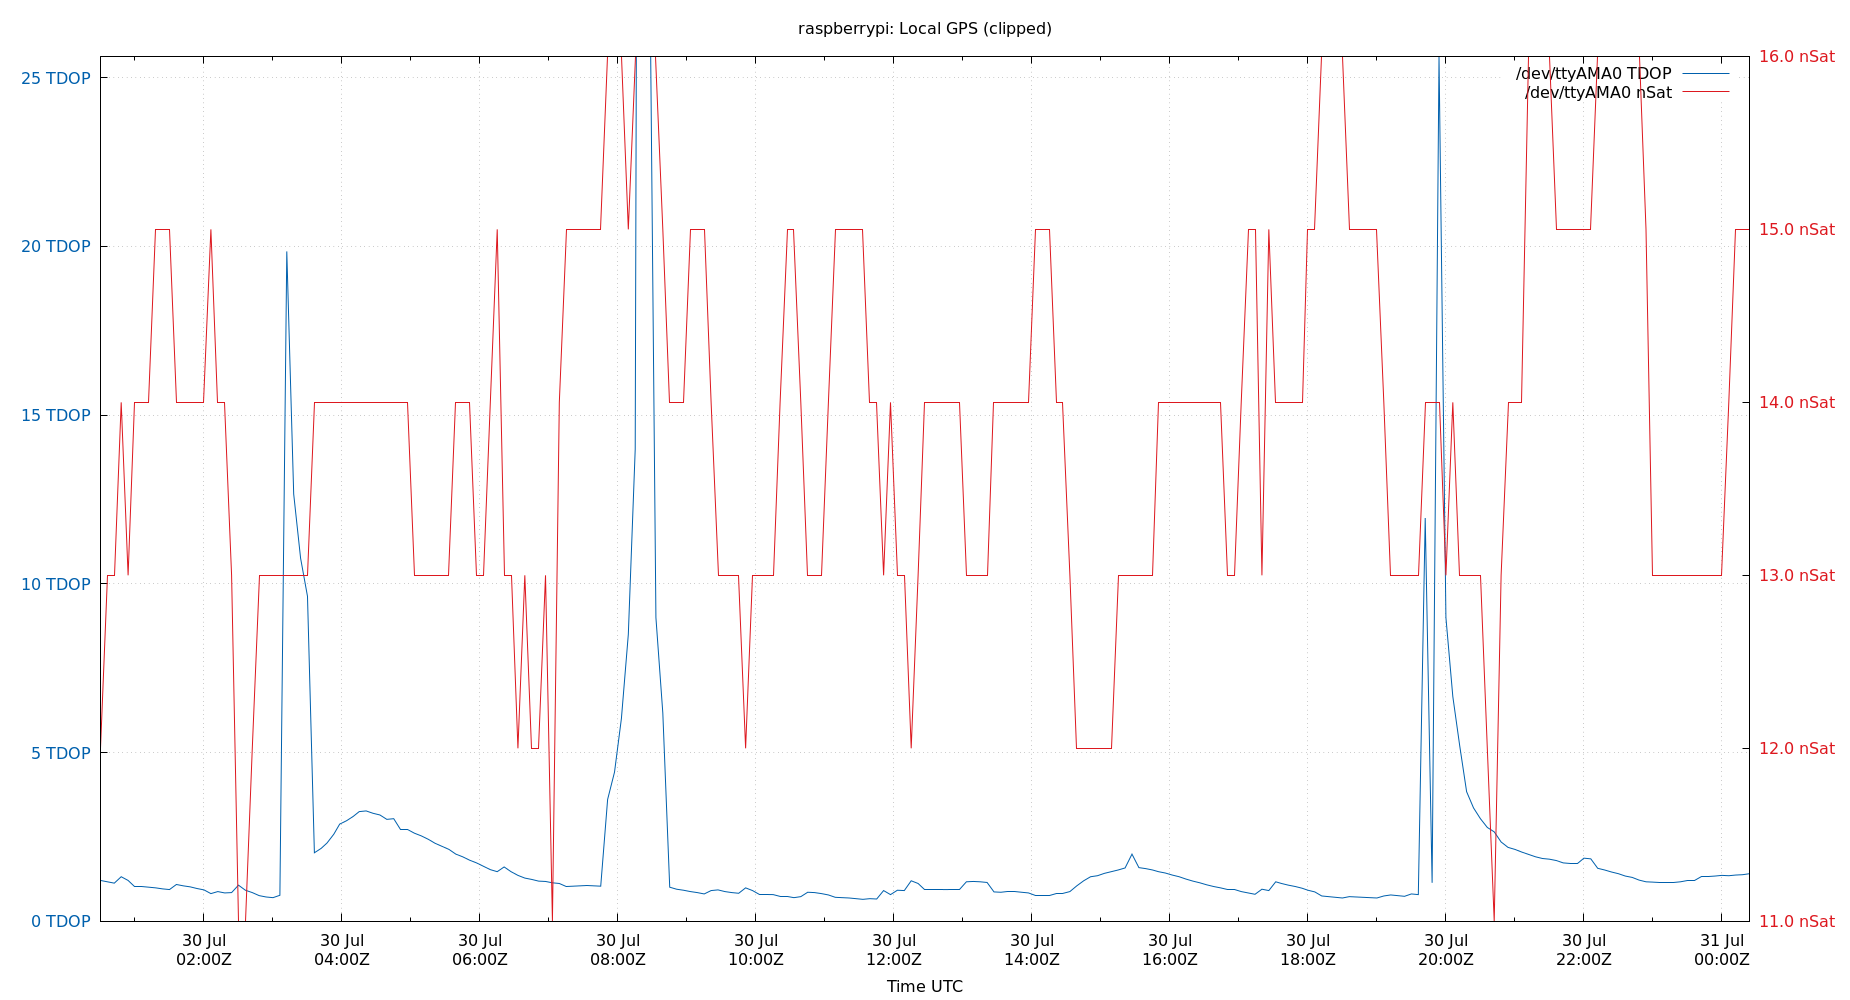 raspberrypi: Local GPS (clipped)
25 TDOP
20 TDOP
15 TDOP
10 TDOP
5 TDOP
0 TDOP
16.0 nSat
15.0 nSat
14.0 nSat
13.0 nSat
12.0 nSat
11.0 nSat
/dev/ttyAMA0 TDOP
/dev/ttyAMA0 nSat
30 Jul
02:00Z
30 Jul
04:00Z
30 Jul
06:00Z
30 Jul
08:00Z
30 Jul
10:00Z
30 Jul
12:00Z
30 Jul
14:00Z
30 Jul
16:00Z
30 Jul
18:00Z
30 Jul
20:00Z
30 Jul
22:00Z
31 Jul
00:00Z
Time UTC